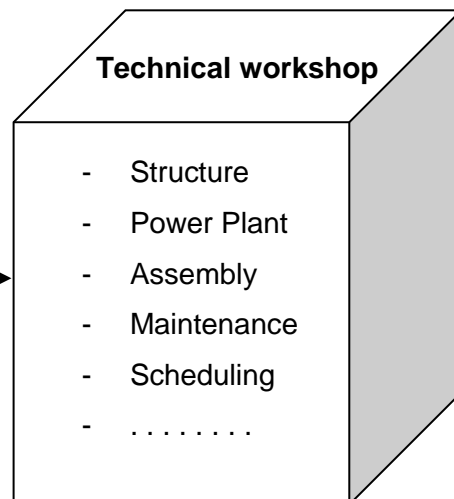 Technical workshop
- Structure
- Power Plant
- Assembly
- Maintenance
- Scheduling
- . . . . . . . .